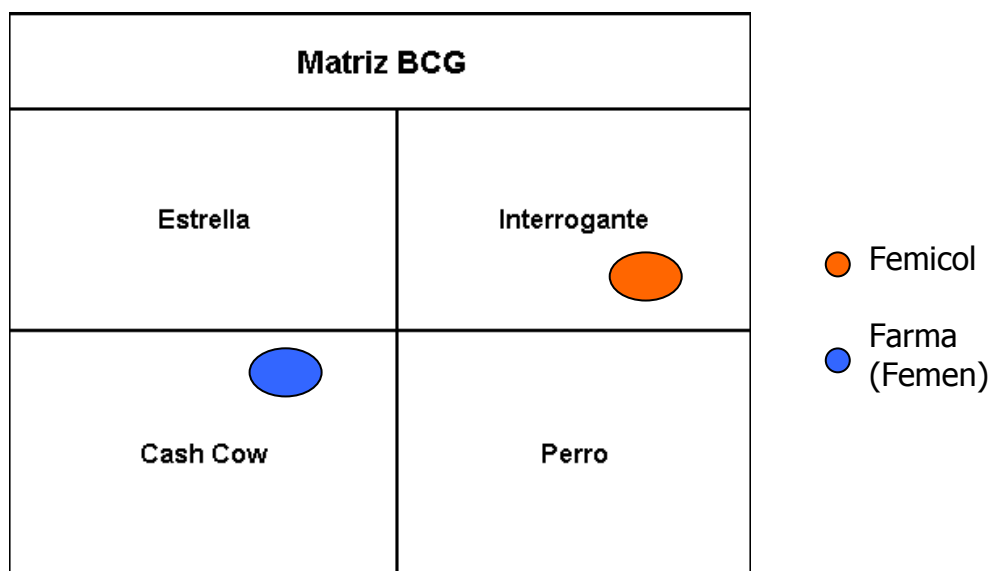 Matriz BCG
Estrella
Interrogante
Femicol
Farma
(Femen)
Cash Cow
Perro